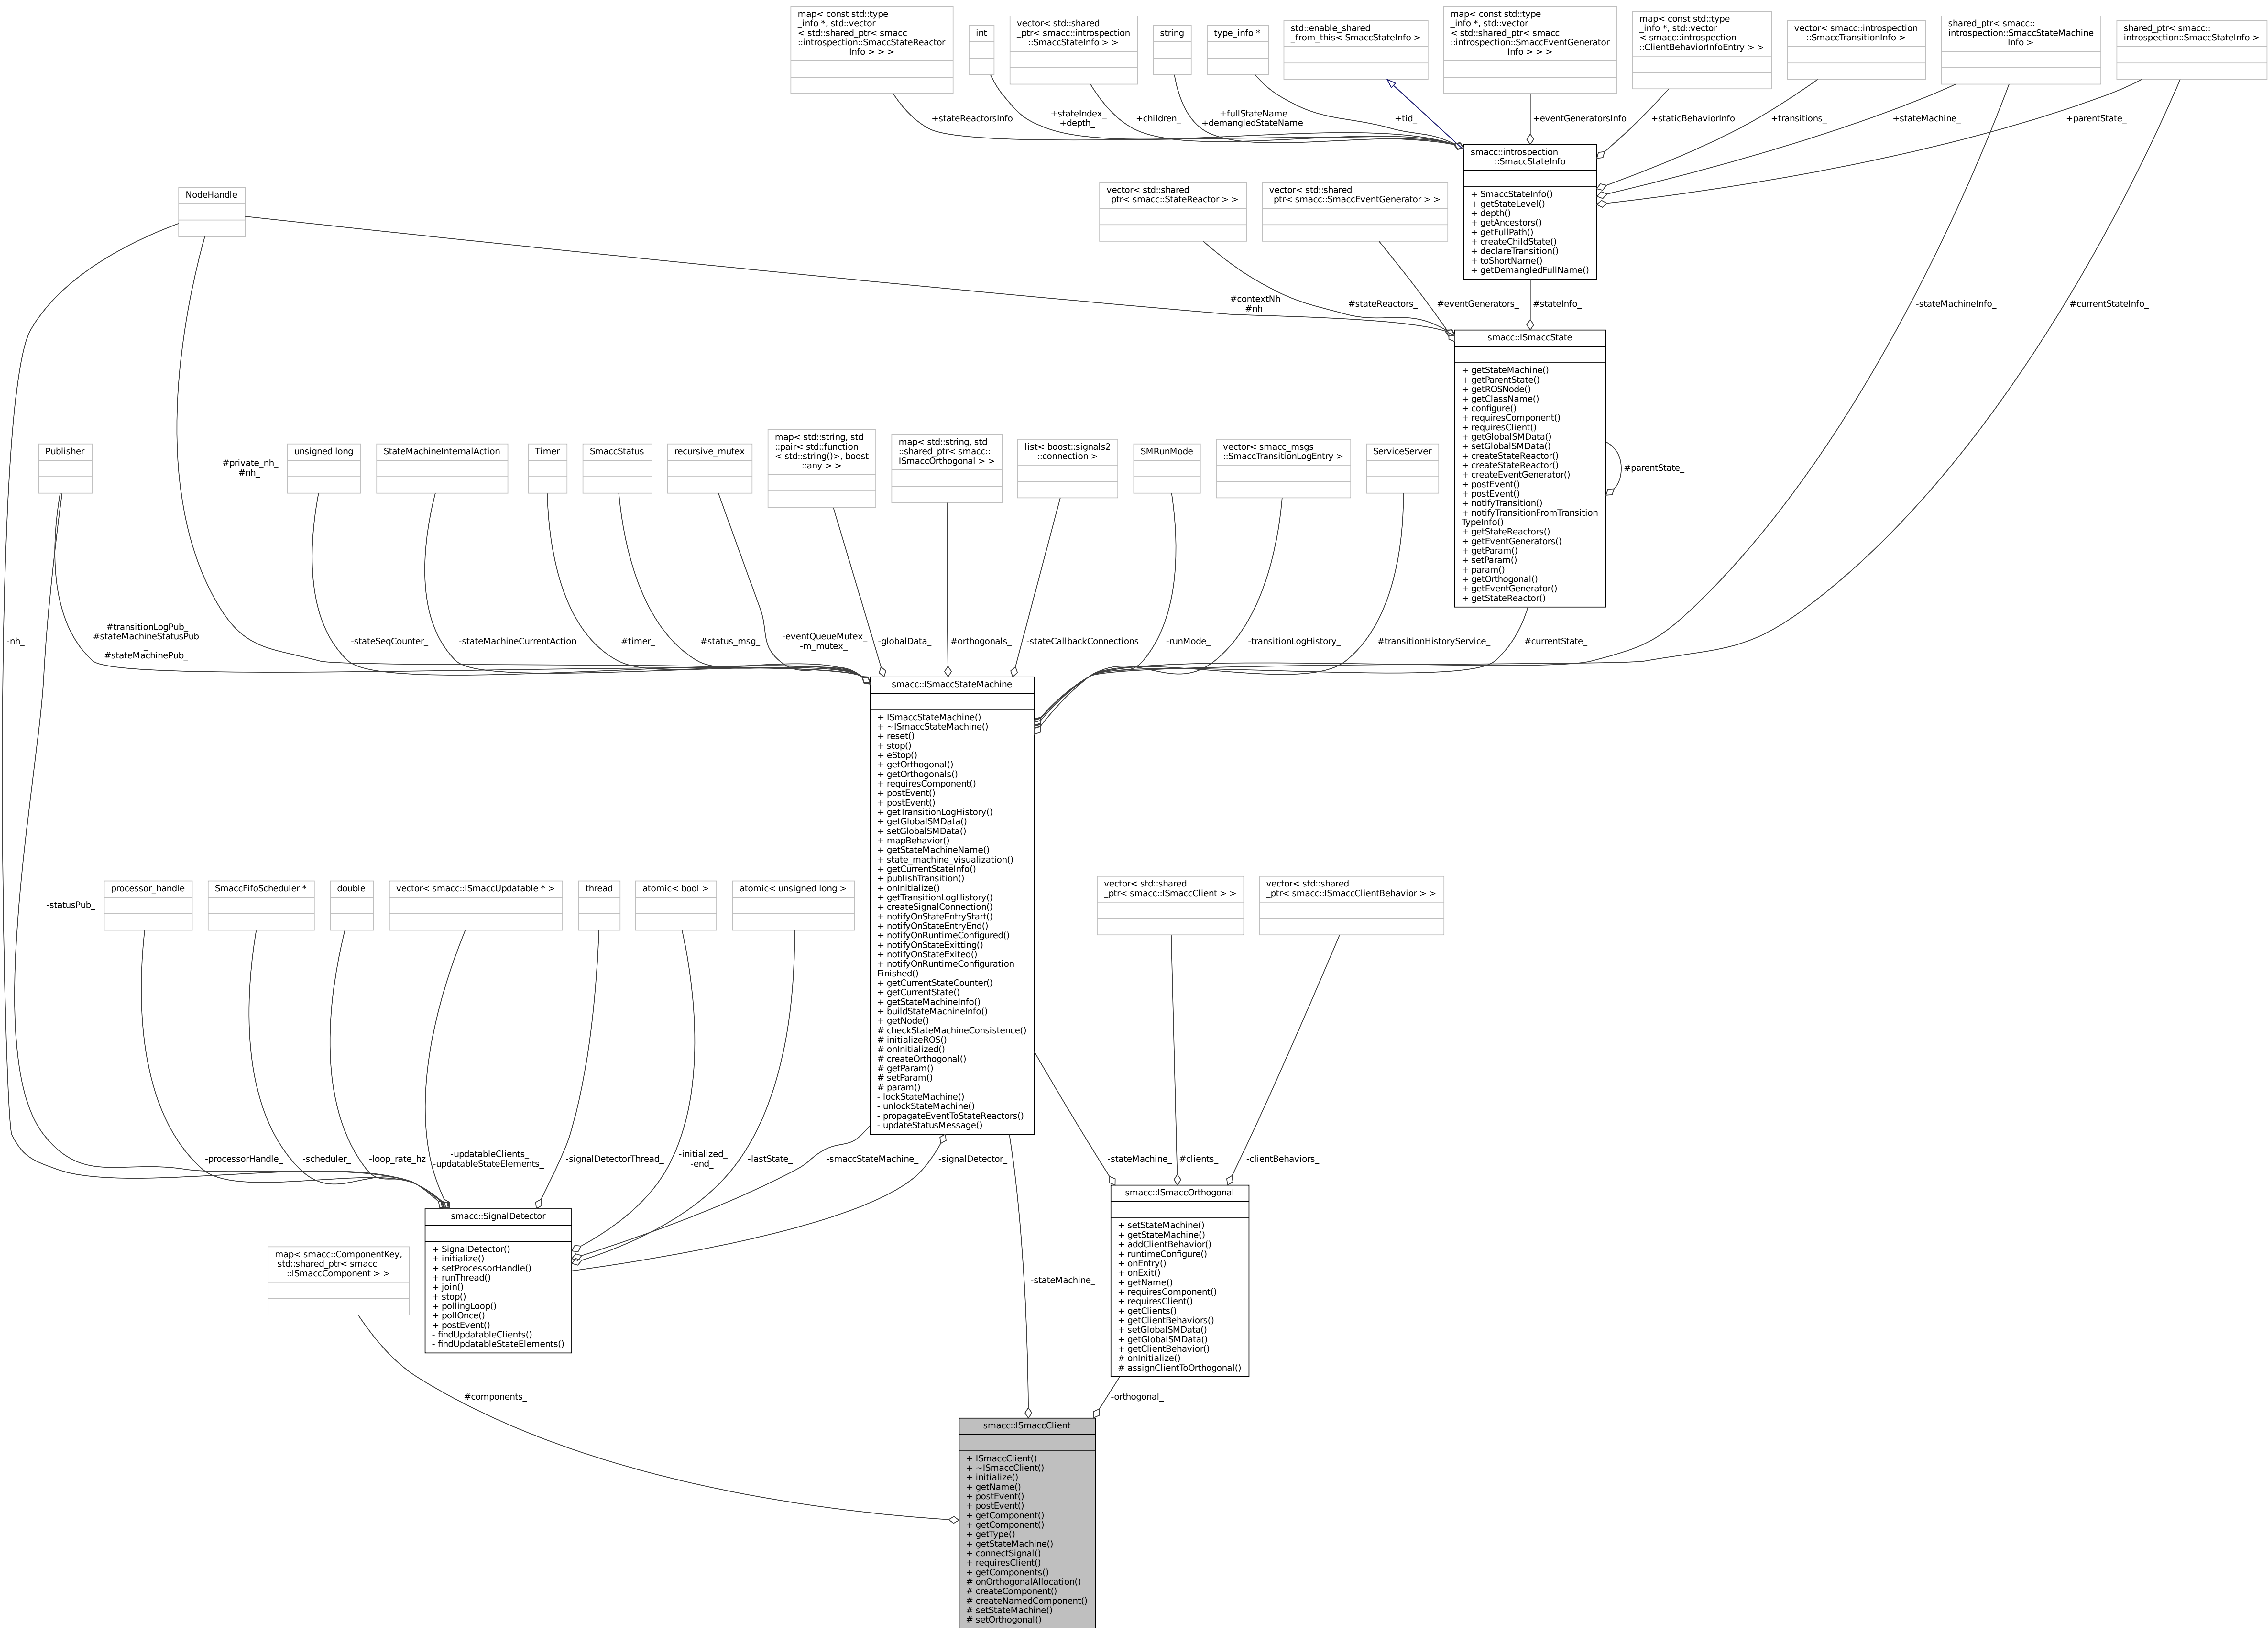 map< const std::type
_info *, std::vector
< std::shared_ptr< smacc
::introspection::SmaccStateReactor
Info > > >
int
vector< std::shared
_ptr< smacc::introspection
::SmaccStateInfo > >
string
type_info *
std::enable_shared
_from_this< SmaccStateInfo >
map< const std::type
_info *, std::vector
< std::shared_ptr< smacc
::introspection::SmaccEventGenerator
Info > > >
map< const std::type
_info *, std::vector
< smacc::introspection
::ClientBehaviorInfoEntry > >
vector< smacc::introspection
::SmaccTransitionInfo >
shared_ptr< smacc::
introspection::SmaccStateMachine
Info >
shared_ptr< smacc::
introspection::SmaccStateInfo >
+stateReactorsInfo
+stateIndex_
+depth_
+children_
+fullStateName
+demangledStateName
+tid_
+eventGeneratorsInfo
+staticBehaviorInfo
+transitions_
+stateMachine_
+parentState_
smacc::introspection
::SmaccStateInfo
+ SmaccStateInfo()
+ getStateLevel()
+ depth()
+ getAncestors()
+ getFullPath()
+ createChildState()
+ declareTransition()
+ toShortName()
+ getDemangledFullName()
NodeHandle
vector< std::shared
_ptr< smacc::StateReactor > >
vector< std::shared
_ptr< smacc::SmaccEventGenerator > >
#contextNh
#nh
#stateReactors_
#eventGenerators_
#stateInfo_
-stateMachineInfo_
#currentStateInfo_
smacc::ISmaccState
+ getStateMachine()
+ getParentState()
+ getROSNode()
+ getClassName()
+ configure()
+ requiresComponent()
+ requiresClient()
+ getGlobalSMData()
+ setGlobalSMData()
+ createStateReactor()
+ createStateReactor()
+ createEventGenerator()
+ postEvent()
+ postEvent()
+ notifyTransition()
+ notifyTransitionFromTransition
TypeInfo()
+ getStateReactors()
+ getEventGenerators()
+ getParam()
+ setParam()
+ param()
+ getOrthogonal()
+ getEventGenerator()
+ getStateReactor()
#parentState_
Publisher
#private_nh_
#nh_
unsigned long
StateMachineInternalAction
Timer
SmaccStatus
recursive_mutex
map< std::string, std
::pair< std::function
< std::string()>, boost
::any > >
map< std::string, std
::shared_ptr< smacc::
ISmaccOrthogonal > >
list< boost::signals2
::connection >
SMRunMode
vector< smacc_msgs
::SmaccTransitionLogEntry >
ServiceServer
-nh_
#transitionLogPub_
#stateMachineStatusPub
_
#stateMachinePub_
-stateSeqCounter_
-stateMachineCurrentAction
#timer_
#status_msg_
-eventQueueMutex_
-m_mutex_
-globalData_
#orthogonals_
-stateCallbackConnections
-runMode_
-transitionLogHistory_
#transitionHistoryService_
#currentState_
smacc::ISmaccStateMachine
+ ISmaccStateMachine()
+ ~ISmaccStateMachine()
+ reset()
+ stop()
+ eStop()
+ getOrthogonal()
+ getOrthogonals()
+ requiresComponent()
+ postEvent()
+ postEvent()
+ getTransitionLogHistory()
+ getGlobalSMData()
+ setGlobalSMData()
+ mapBehavior()
+ getStateMachineName()
+ state_machine_visualization()
+ getCurrentStateInfo()
+ publishTransition()
+ onInitialize()
+ getTransitionLogHistory()
+ createSignalConnection()
+ notifyOnStateEntryStart()
+ notifyOnStateEntryEnd()
+ notifyOnRuntimeConfigured()
+ notifyOnStateExitting()
+ notifyOnStateExited()
+ notifyOnRuntimeConfiguration
Finished()
+ getCurrentStateCounter()
+ getCurrentState()
+ getStateMachineInfo()
+ buildStateMachineInfo()
+ getNode()
# checkStateMachineConsistence()
# initializeROS()
# onInitialized()
# createOrthogonal()
# getParam()
# setParam()
# param()
- lockStateMachine()
- unlockStateMachine()
- propagateEventToStateReactors()
- updateStatusMessage()
-statusPub_
processor_handle
SmaccFifoScheduler *
double
vector< smacc::ISmaccUpdatable * >
thread
atomic< bool >
atomic< unsigned long >
vector< std::shared
_ptr< smacc::ISmaccClient > >
vector< std::shared
_ptr< smacc::ISmaccClientBehavior > >
-processorHandle_
-scheduler_
-loop_rate_hz
-updatableClients_
-updatableStateElements_
-signalDetectorThread_
-initialized_
-end_
-lastState_
-smaccStateMachine_
-signalDetector_
-stateMachine_
#clients_
-clientBehaviors_
smacc::SignalDetector
+ SignalDetector()
+ initialize()
+ setProcessorHandle()
+ runThread()
+ join()
+ stop()
+ pollingLoop()
+ pollOnce()
+ postEvent()
- findUpdatableClients()
- findUpdatableStateElements()
smacc::ISmaccOrthogonal
+ setStateMachine()
+ getStateMachine()
+ addClientBehavior()
+ runtimeConfigure()
+ onEntry()
+ onExit()
+ getName()
+ requiresComponent()
+ requiresClient()
+ getClients()
+ getClientBehaviors()
+ setGlobalSMData()
+ getGlobalSMData()
+ getClientBehavior()
# onInitialize()
# assignClientToOrthogonal()
map< smacc::ComponentKey,
std::shared_ptr< smacc
::ISmaccComponent > >
-stateMachine_
#components_
-orthogonal_
smacc::ISmaccClient
+ ISmaccClient()
+ ~ISmaccClient()
+ initialize()
+ getName()
+ postEvent()
+ postEvent()
+ getComponent()
+ getComponent()
+ getType()
+ getStateMachine()
+ connectSignal()
+ requiresClient()
+ getComponents()
# onOrthogonalAllocation()
# createComponent()
# createNamedComponent()
# setStateMachine()
# setOrthogonal()